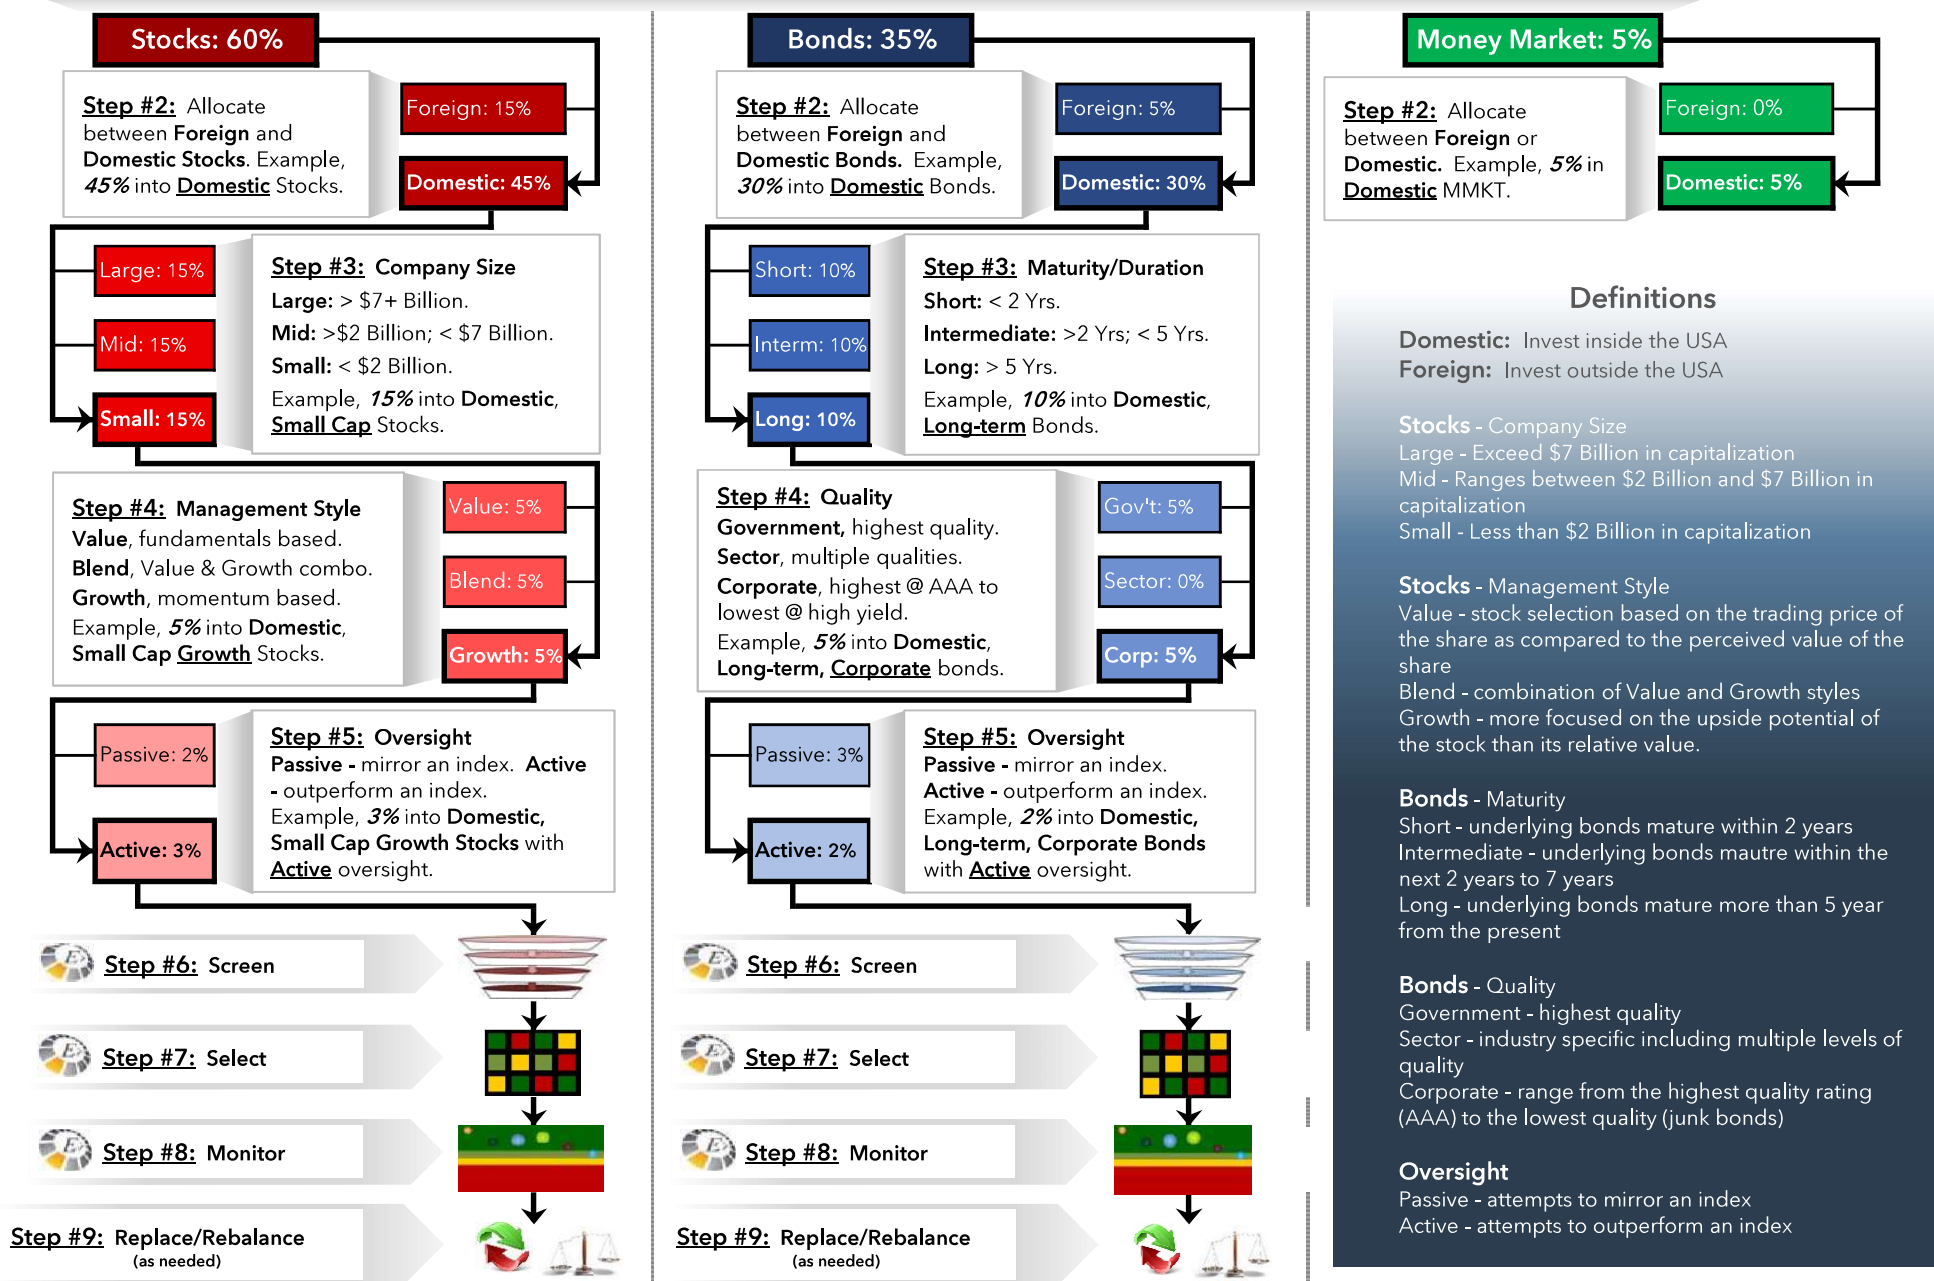 Stocks: 60%
Step #2: Allocate
between Foreign and
Domestic Stocks. Example,
45% into Domestic Stocks.
Foreign: 15%
Domestic: 45%
Large: 15%
Mid: 15%
Small: 15%
Step #3: Company Size
Large: > $7+ Billion.
Mid: >$2 Billion; < $7 Billion.
Small: < $2 Billion.
Example, 15% into Domestic,
Small Cap Stocks.
Step #4: Management Style
Value, fundamentals based.
Blend, Value & Growth combo.
Growth, momentum based.
Example, 5% into Domestic,
Small Cap Growth Stocks.
Value: 5%
Blend: 5%
Growth: 5%
Passive: 2%
Active: 3%
Step #5: Oversight
Passive - mirror an index. Active
- outperform an index.
Example, 3% into Domestic,
Small Cap Growth Stocks with
Active oversight.
E
Step #6: Screen
E
Step #7: Select
E
Step #8: Monitor
Step #9: Replace/Rebalance
(as needed)
Bonds: 35%
Step #2: Allocate
between Foreign and
Domestic Bonds. Example,
30% into Domestic Bonds.
Foreign: 5%
Domestic: 30%
Short: 10%
Interm: 10%
Long: 10%
Step #3: Maturity/Duration
Short: < 2 Yrs.
Intermediate: >2 Yrs; < 5 Yrs.
Long: > 5 Yrs.
Example, 10% into Domestic,
Long-term Bonds.
Step #4: Quality
Government, highest quality.
Sector, multiple qualities.
Corporate, highest @ AAA to
lowest @ high yield.
Example, 5% into Domestic,
Long-term, Corporate bonds.
Gov't: 5%
Sector: 0%
Corp: 5%
Passive: 3%
Active: 2%
Step #5: Oversight
Passive - mirror an index.
Active - outperform an index.
Example, 2% into Domestic,
Long-term, Corporate Bonds
with Active oversight.
E
Step #6: Screen
E
Step #7: Select
E
Step #8: Monitor
Step #9: Replace/Rebalance
(as needed)
Money Market: 5%
Step #2: Allocate
between Foreign or
Domestic. Example, 5% in
Domestic MMKT.
Foreign: 0%
Domestic: 5%
Definitions
Domestic: Invest inside the USA
Foreign: Invest outside the USA
Stocks - Company Size
Large - Exceed $7 Billion in capitalization
Mid - Ranges between $2 Billion and $7 Billion in
capitalization
Small - Less than $2 Billion in capitalization
Stocks - Management Style
Value - stock selection based on the trading price of
the share as compared to the perceived value of the
share
Blend - combination of Value and Growth styles
Growth - more focused on the upside potential of
the stock than its relative value.
Bonds - Maturity
Short - underlying bonds mature within 2 years
Intermediate - underlying bonds mautre within the
next 2 years to 7 years
Long - underlying bonds mature more than 5 year
from the present
Bonds - Quality
Government - highest quality
Sector - industry specific including multiple levels of
quality
Corporate - range from the highest quality rating
(AAA) to the lowest quality (junk bonds)
Oversight
Passive - attempts to mirror an index
Active - attempts to outperform an index